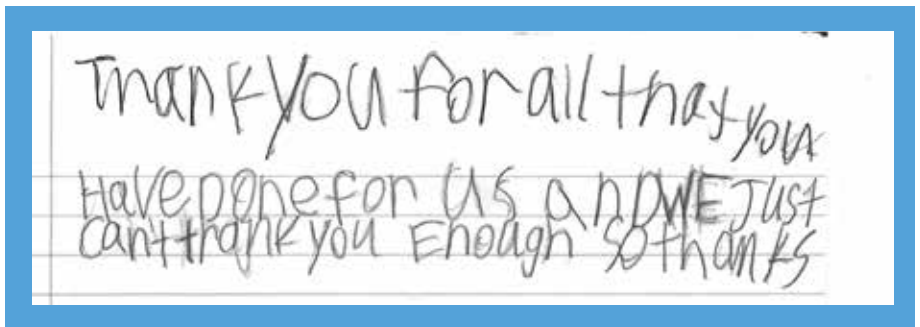 Thank you for all that you
Have DONE for US anD WE Just
can't thank you Enough So thanks